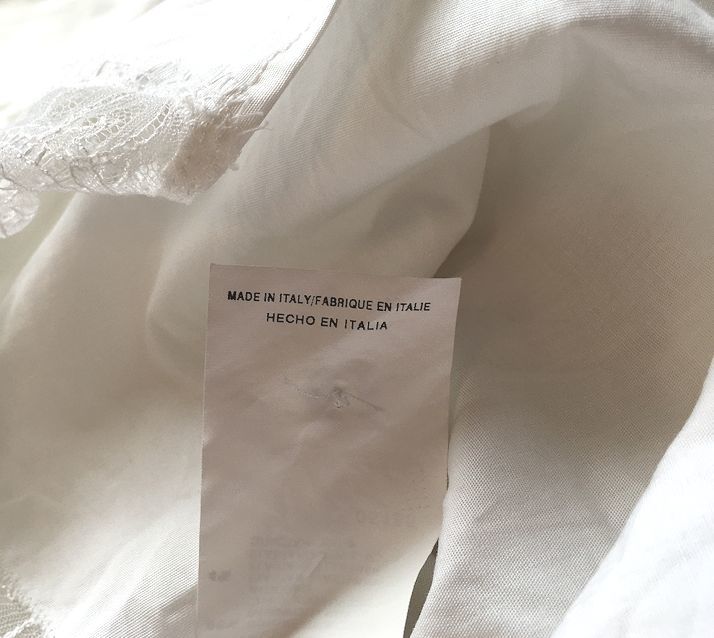 MADE IN ITALY/FABRIQUE EN ITALIE
HECHO EN ITALIA